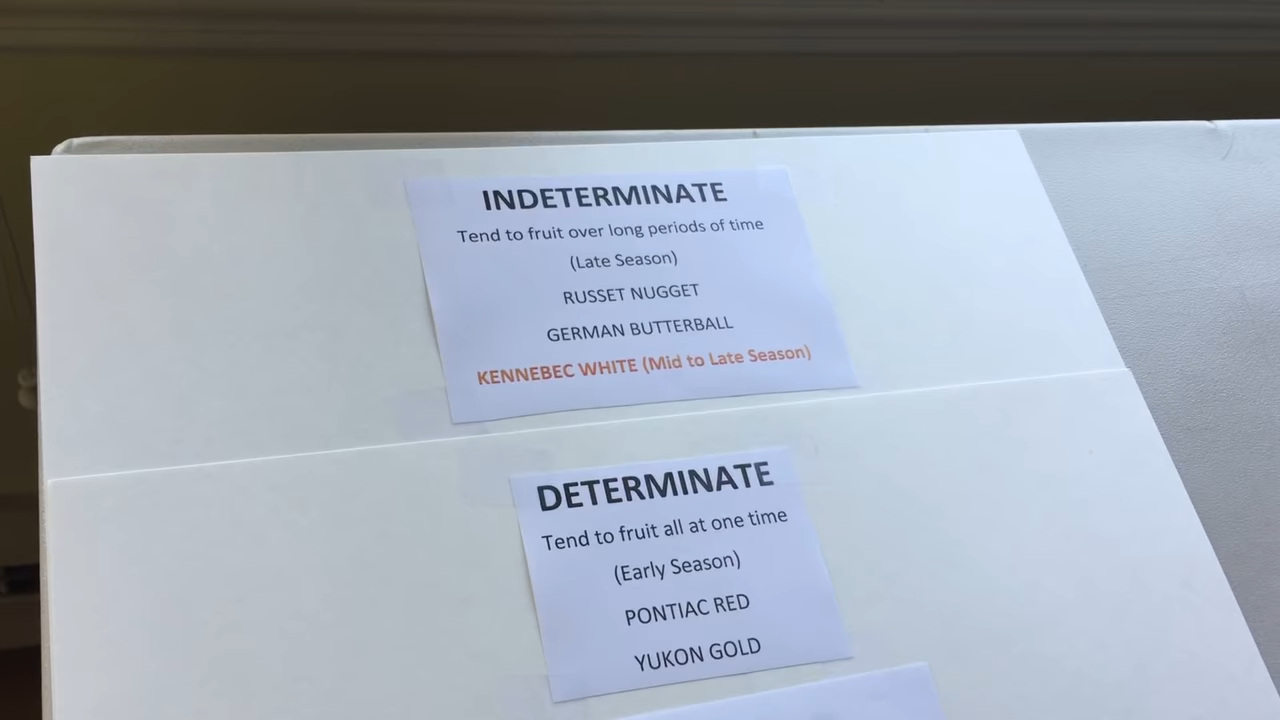 INDETERMINATE
Tend to fruit over long periods of time
(Late Season)
RUSSET NUGGET
GERMAN BUTTERBALL
KENNEBEC WHITE (Mid to Late Season)
DETERMINATE
Tend to fruit all at one time
(Early Season)
PONTIAC RED
YUKON GOLD